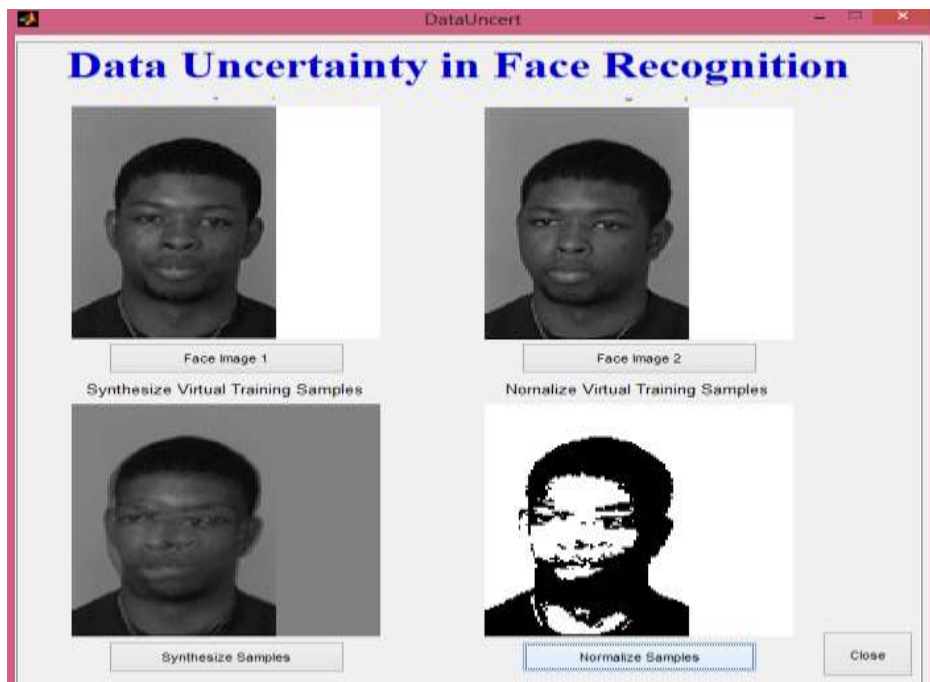 DataUncert
Data Uncertainty in Face Recognition
Face Image 1
Face Image 2
Synthesize Virtual Training Samples
Nomalize Virtual Training Samples
Synthesize Samples
Normalize Samples
Close